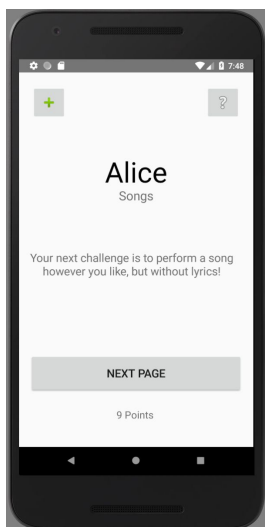 7:48
+
?
Alice
Songs
Your next challenge is to perform a song
however you like, but without lyrics!
NEXT PAGE
9 Points